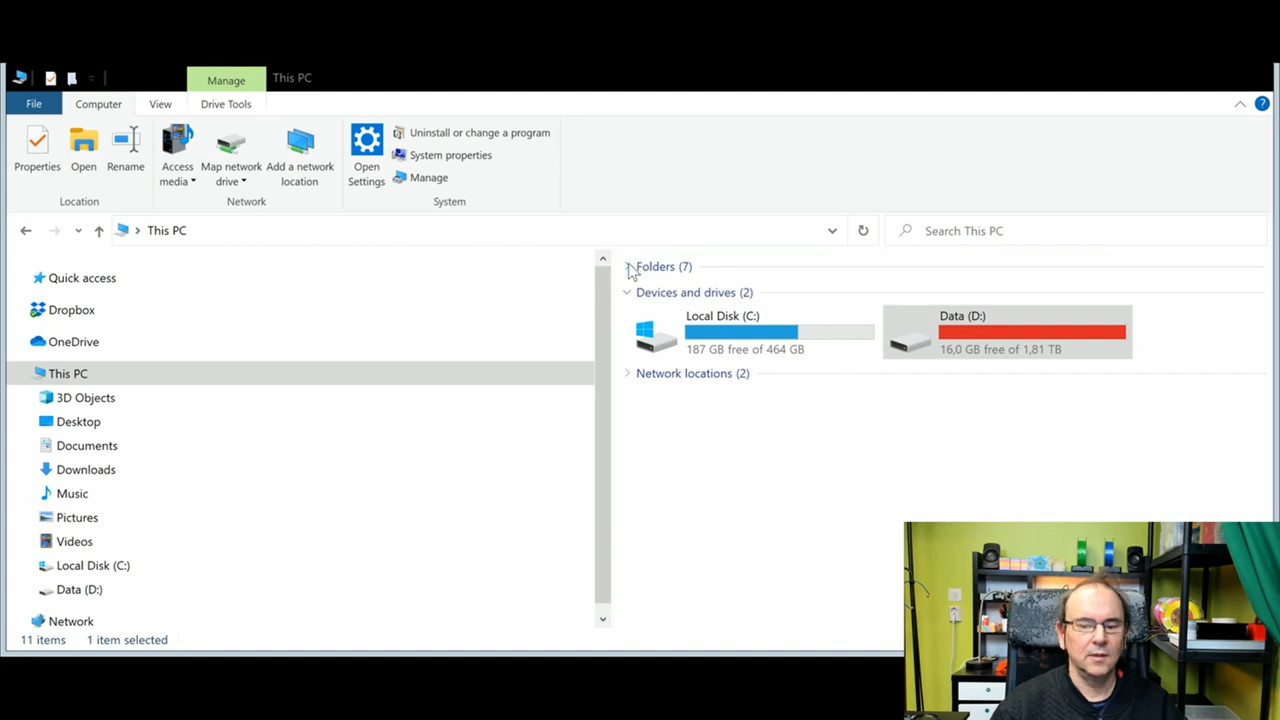 Manage This PC
File Computer View Drive Tools
Properties Open Rename Access media Map network drive Add a network location Open Settings Uninstall or change a program
System properties
Manage
Location Network System
This PC Search This PC
Quick access
Dropbox
OneDrive
This PC
3D Objects
Desktop
Documents
Downloads
Music
Pictures
Videos
Local Disk (C:)
Data (D:)
Network
11 items 1 item selected
Folders (7)
Devices and drives (2)
Local Disk (C:)
187 GB free of 464 GB
Data (D:)
16,0 GB free of 1,81 TB
Network locations (2)